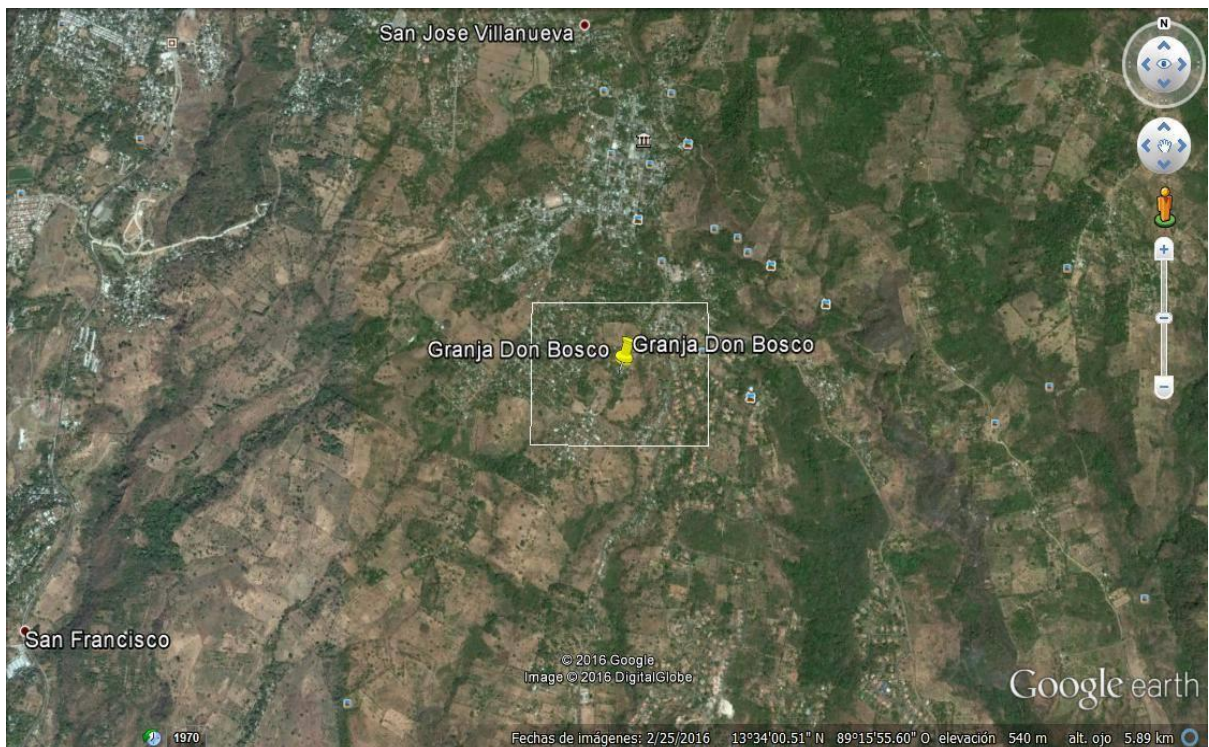 San Jose Villanueva
N
Granja Don Bosco
Granja Don Bosco
San Francisco
© 2016 Google
Image © 2016 DigitalGlobe
Google earth
1970
Fechas de imágenes: 2/25/2016 13°34'00.51" N 89°15'55.60" O elevación 540 m alt. ojo 5.89 km